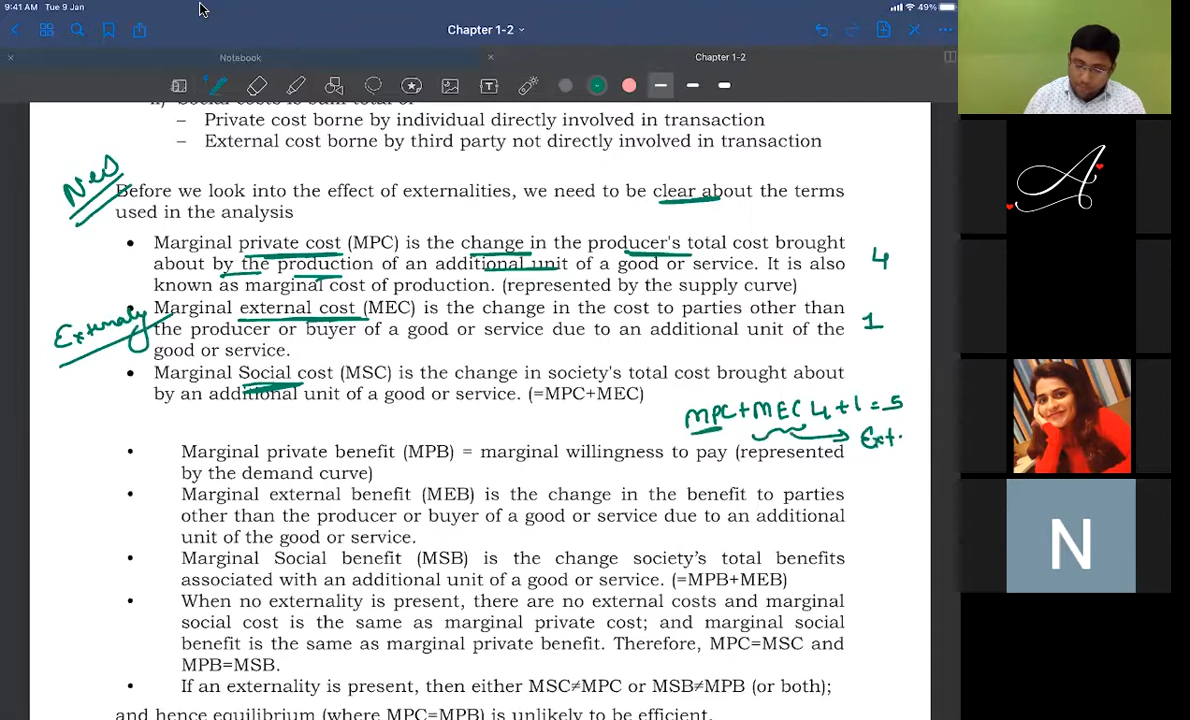 9:41 AM Tue 9 Jan
49%
Chapter 1-2
Notebook
Chapter 1-2
– Private cost borne by individual directly involved in transaction
– External cost borne by third party not directly involved in transaction
Before we look into the effect of externalities, we need to be clear about the terms
used in the analysis
• Marginal private cost (MPC) is the change in the producer's total cost brought
about by the production of an additional unit of a good or service. It is also
4
known as marginal cost of production. (represented by the supply curve)
• Marginal external cost (MEC) is the change in the cost to parties other than
Externality
the producer or buyer of a good or service due to an additional unit of the
1
good or service.
• Marginal Social cost (MSC) is the change in society's total cost brought about
by an additional unit of a good or service. (=MPC+MEC)
MPC+MEC 4+1=5
Ext.
• Marginal private benefit (MPB) = marginal willingness to pay (represented
by the demand curve)
• Marginal external benefit (MEB) is the change in the benefit to parties
other than the producer or buyer of a good or service due to an additional
unit of the good or service.
• Marginal Social benefit (MSB) is the change society's total benefits
associated with an additional unit of a good or service. (=MPB+MEB)
• When no externality is present, there are no external costs and marginal
social cost is the same as marginal private cost; and marginal social
benefit is the same as marginal private benefit. Therefore, MPC=MSC and
MPB=MSB.
• If an externality is present, then either MSC≠MPC or MSB≠MPB (or both);
and hence equilibrium (where MPC=MPB) is unlikely to be efficient.
A
N